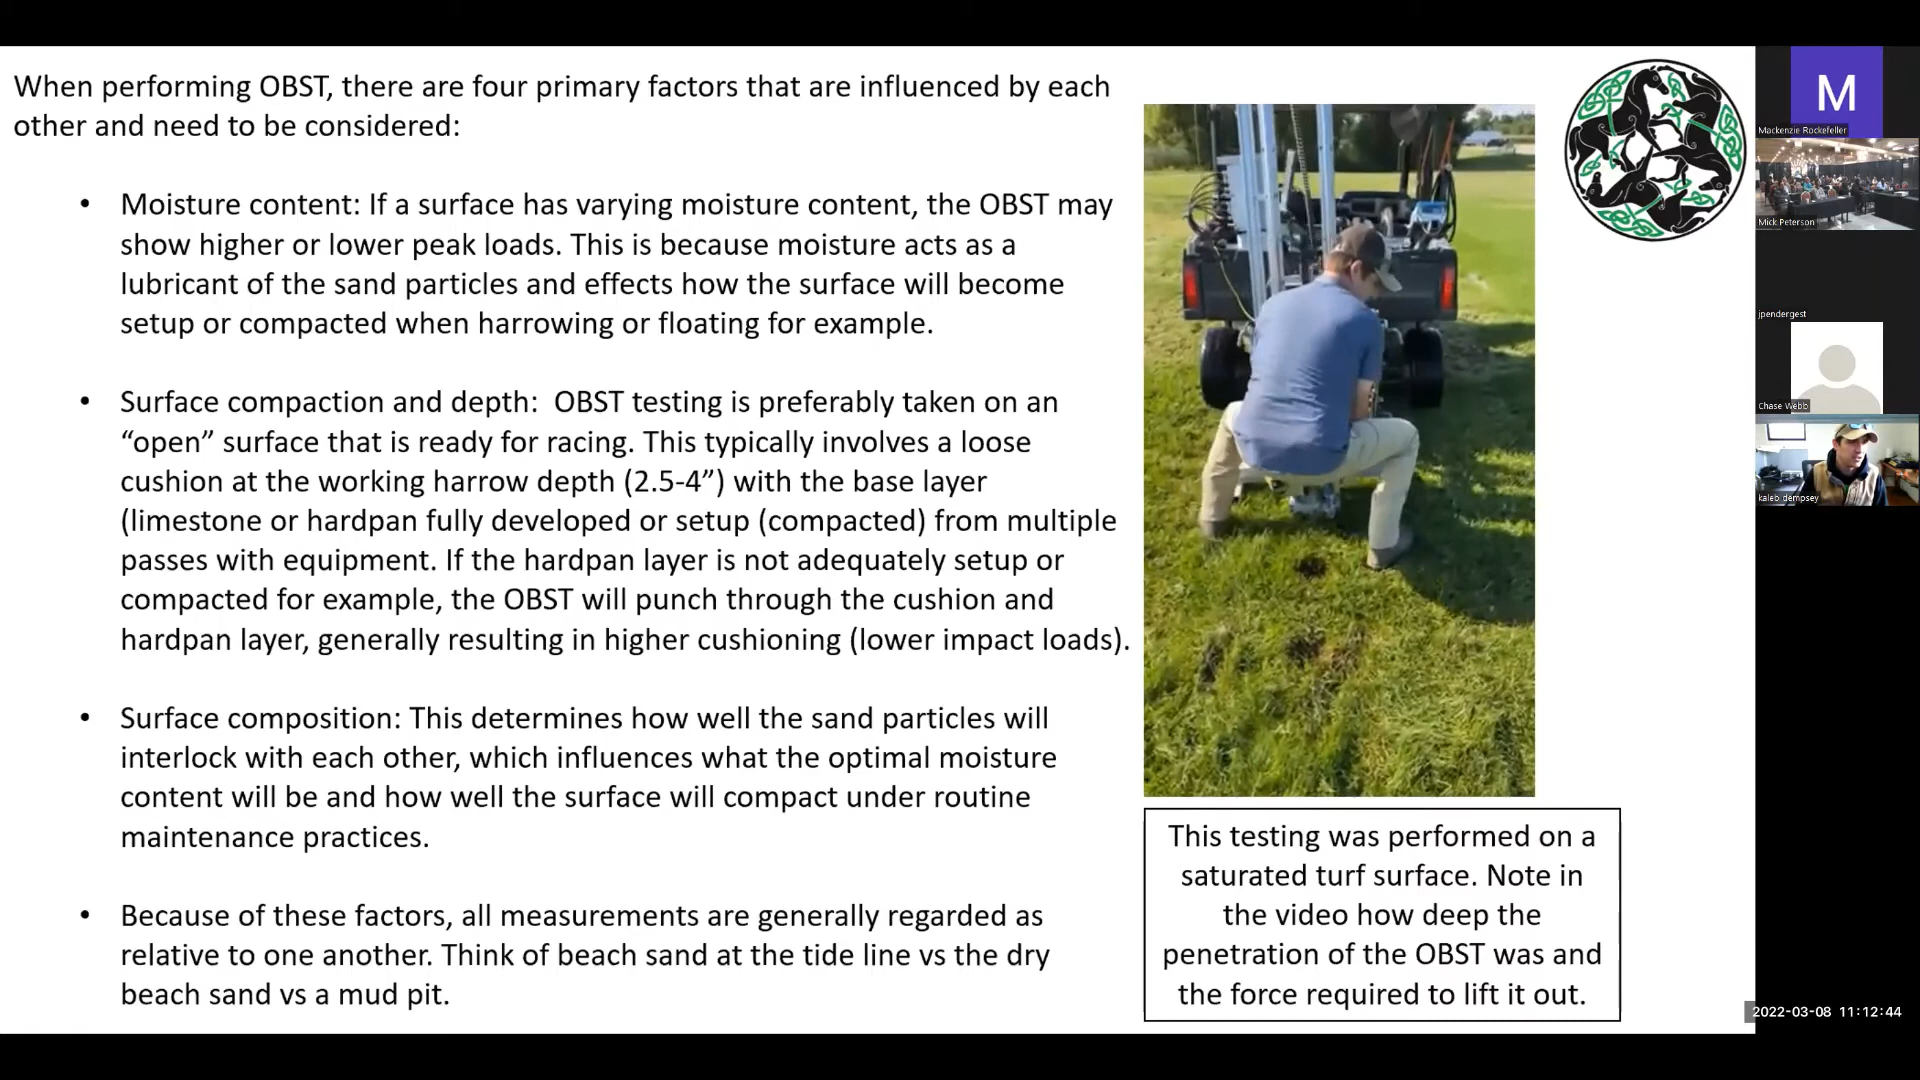 When performing OBST, there are four primary factors that are influenced by each
other and need to be considered:
• Moisture content: If a surface has varying moisture content, the OBST may
show higher or lower peak loads. This is because moisture acts as a
lubricant of the sand particles and effects how the surface will become
setup or compacted when harrowing or floating for example.
• Surface compaction and depth:  OBST testing is preferably taken on an
“open” surface that is ready for racing. This typically involves a loose
cushion at the working harrow depth (2.5-4”) with the base layer
(limestone or hardpan fully developed or setup (compacted) from multiple
passes with equipment. If the hardpan layer is not adequately setup or
compacted for example, the OBST will punch through the cushion and
hardpan layer, generally resulting in higher cushioning (lower impact loads).
• Surface composition: This determines how well the sand particles will
interlock with each other, which influences what the optimal moisture
content will be and how well the surface will compact under routine
maintenance practices.
• Because of these factors, all measurements are generally regarded as
relative to one another. Think of beach sand at the tide line vs the dry
beach sand vs a mud pit.
This testing was performed on a
saturated turf surface. Note in
the video how deep the
penetration of the OBST was and
the force required to lift it out.
M
Mackenzie Rockefeller
Mick Peterson
jpendergest
Chase Webb
kaleb dempsey
2022-03-08 11:12:44